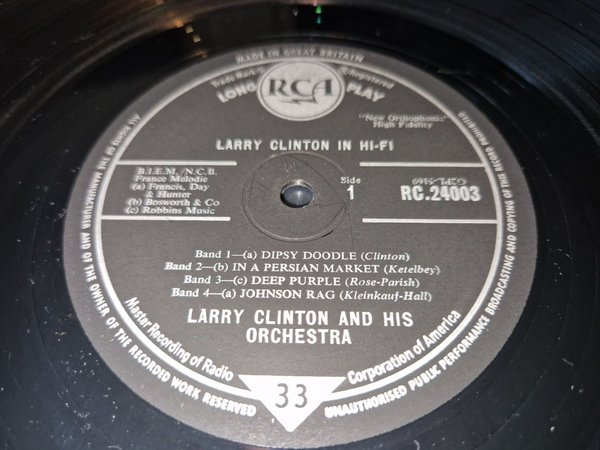 MADE IN GREAT BRITAIN
Trade Mark Registered
RCA
LONG PLAY
"New Orthophonic"
High Fidelity
LARRY CLINTON IN HI-FI
B.I.E.M./N.C.B.
France Melodie
(a) Francis, Day
& Hunter
(b) Bosworth & Co
(c) Robbins Music
Side
1
RC.24003
Band 1—(a) DIPSY DOODLE (Clinton)
Band 2—(b) IN A PERSIAN MARKET (Ketelbey)
Band 3—(c) DEEP PURPLE (Rose-Parish)
Band 4—(a) JOHNSON RAG (Kleinkauf-Hall)
LARRY CLINTON AND HIS
ORCHESTRA
Master Recording of Radio Corporation of America
33
ALL RIGHTS OF THE MANUFACTURER AND OF THE OWNER OF THE RECORDED WORK RESERVED
UNAUTHORISED PUBLIC PERFORMANCE BROADCASTING AND COPYING OF THIS RECORD PROHIBITED